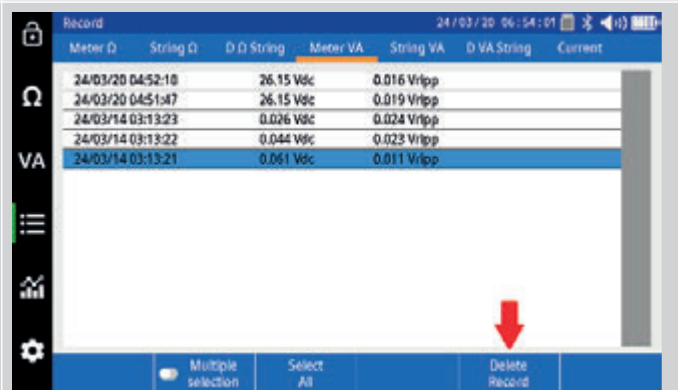 Record 24/03/20 06:54:01
Meter Ω String Ω D Ω String Meter VA String VA D VA String Current
24/03/20 04:52:10 26.15 Vdc 0.016 Vripp
24/03/20 04:51:47 26.15 Vdc 0.019 Vripp
24/03/14 03:13:23 0.026 Vdc 0.024 Vripp
24/03/14 03:13:22 0.044 Vdc 0.023 Vripp
24/03/14 03:13:21 0.061 Vdc 0.011 Vripp
Ω
VA
Multiple
selection
Select
All
Delete
Record